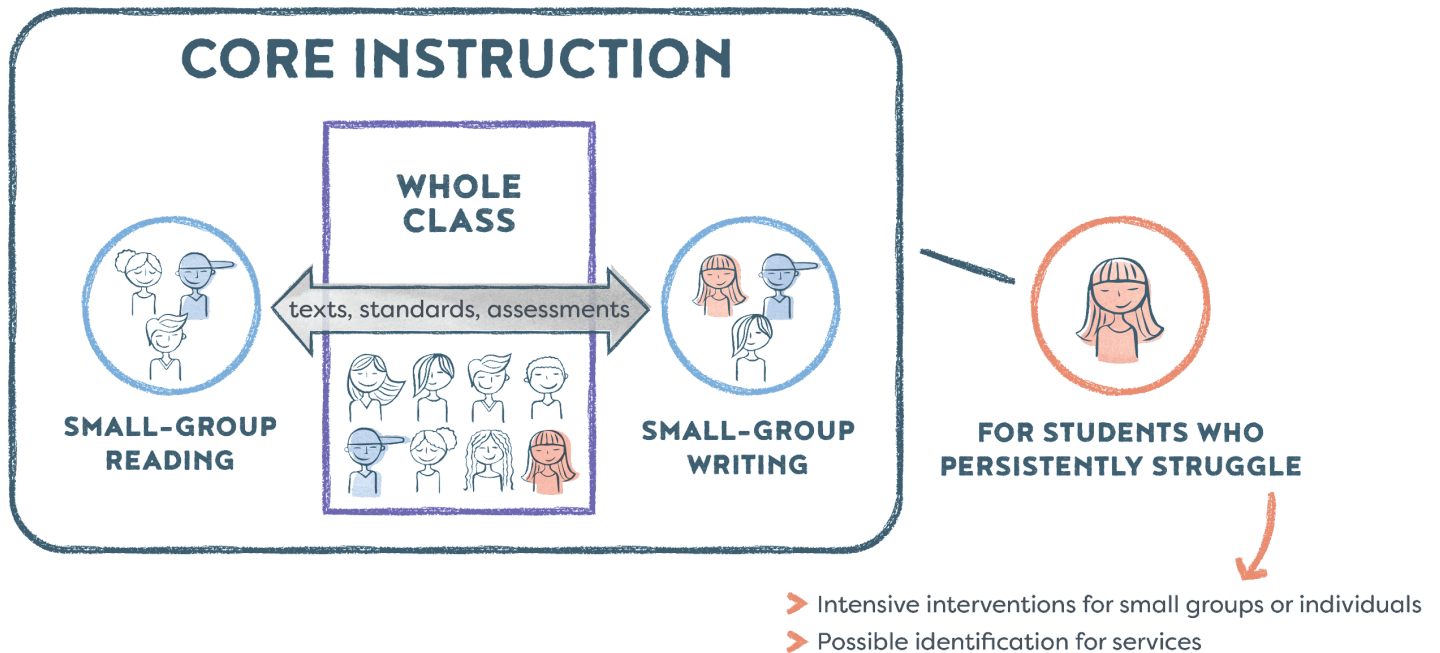 CORE INSTRUCTION
WHOLE
CLASS
texts, standards, assessments
SMALL-GROUP
READING
SMALL-GROUP
WRITING
FOR STUDENTS WHO
PERSISTENTLY STRUGGLE
Intensive interventions for small groups or individuals
Possible identification for services